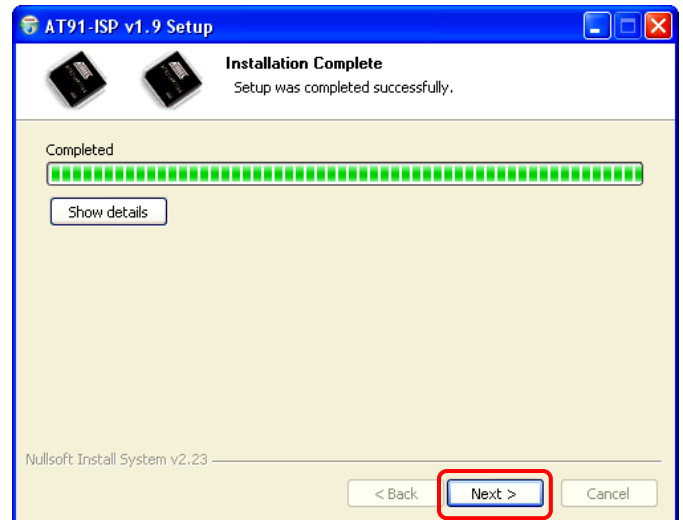 AT91-ISP v1.9 Setup
Installation Complete
Setup was completed successfully.
Completed
Show details
Nullsoft Install System v2.23
< Back
Next >
Cancel